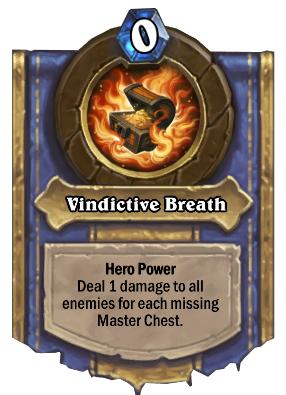 0
Vindictive Breath
Hero Power
Deal 1 damage to all
enemies for each missing
Master Chest.